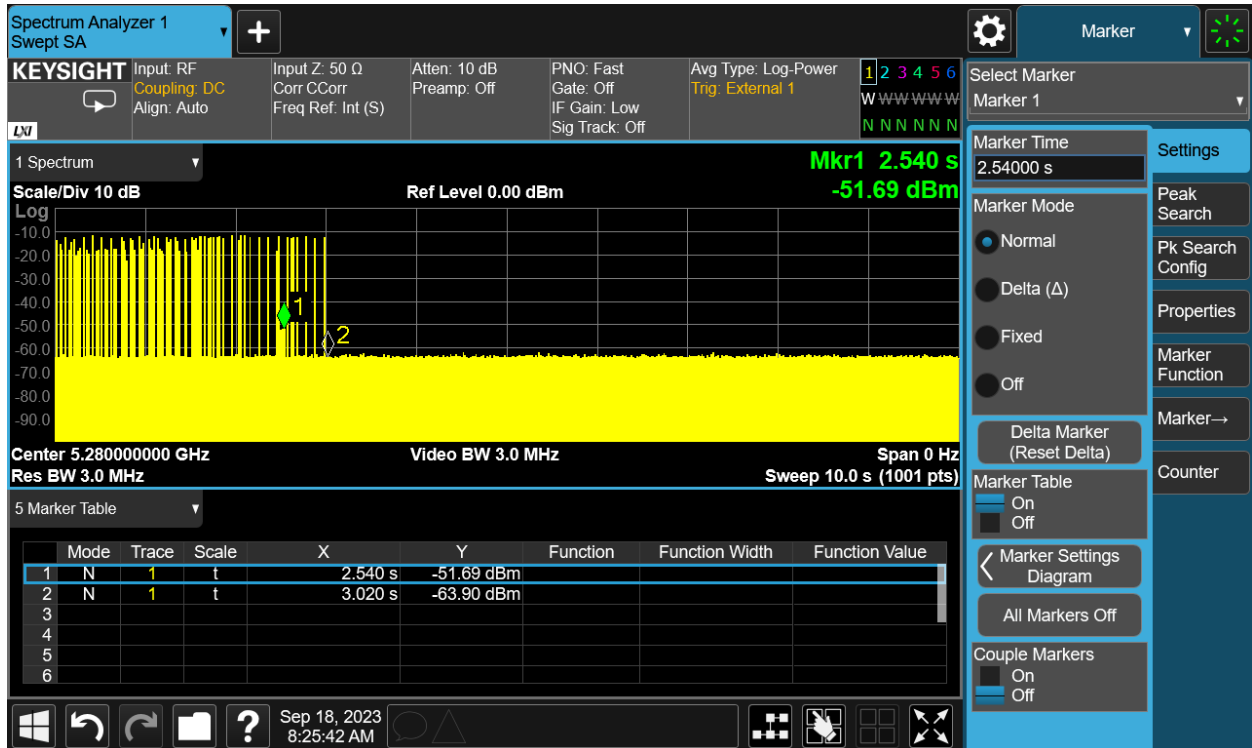 Spectrum Analyzer 1
Swept SA
Marker
KEYSIGHT
LXI
Input: RF
Coupling: DC
Align: Auto
Input Z: 50 Ω
Corr CCorr
Freq Ref: Int (S)
Atten: 10 dB
Preamp: Off
PNO: Fast
Gate: Off
IF Gain: Low
Sig Track: Off
Avg Type: Log-Power
Trig: External 1
1 2 3 4 5 6
W W W W W W
N N N N N N
Select Marker
Marker 1
1 Spectrum
Mkr1 2.540 s
Scale/Div 10 dB
Ref Level 0.00 dBm
-51.69 dBm
Log
-10.0
-20.0
-30.0
-40.0
-50.0
-60.0
-70.0
-80.0
-90.0
1
2
Center 5.280000000 GHz
Video BW 3.0 MHz
Span 0 Hz
Res BW 3.0 MHz
Sweep 10.0 s (1001 pts)
5 Marker Table
Mode Trace Scale X Y Function Function Width Function Value
1 N 1 t 2.540 s -51.69 dBm
2 N 1 t 3.020 s -63.90 dBm
3
4
5
6
Marker Time
2.54000 s
Marker Mode
Normal
Delta (Δ)
Fixed
Off
Delta Marker
(Reset Delta)
Marker Table
On
Off
Marker Settings
Diagram
All Markers Off
Couple Markers
On
Off
Settings
Peak
Search
Pk Search
Config
Properties
Marker
Function
Marker→
Counter
?
Sep 18, 2023
8:25:42 AM